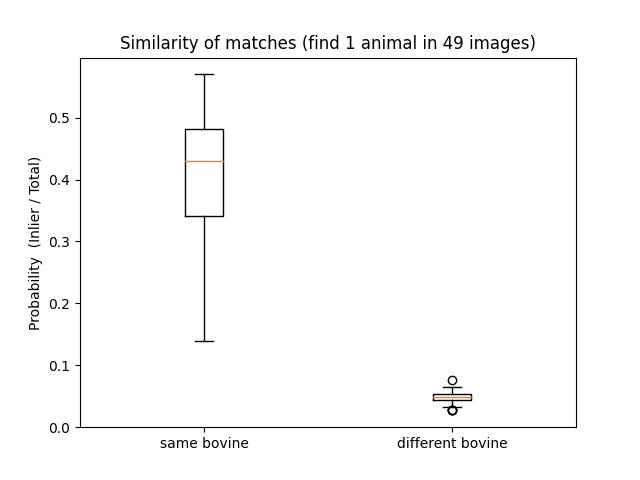 Similarity of matches (find 1 animal in 49 images)
Probability  (Inlier / Total)
0.5
0.4
0.3
0.2
0.1
0.0
same bovine
different bovine